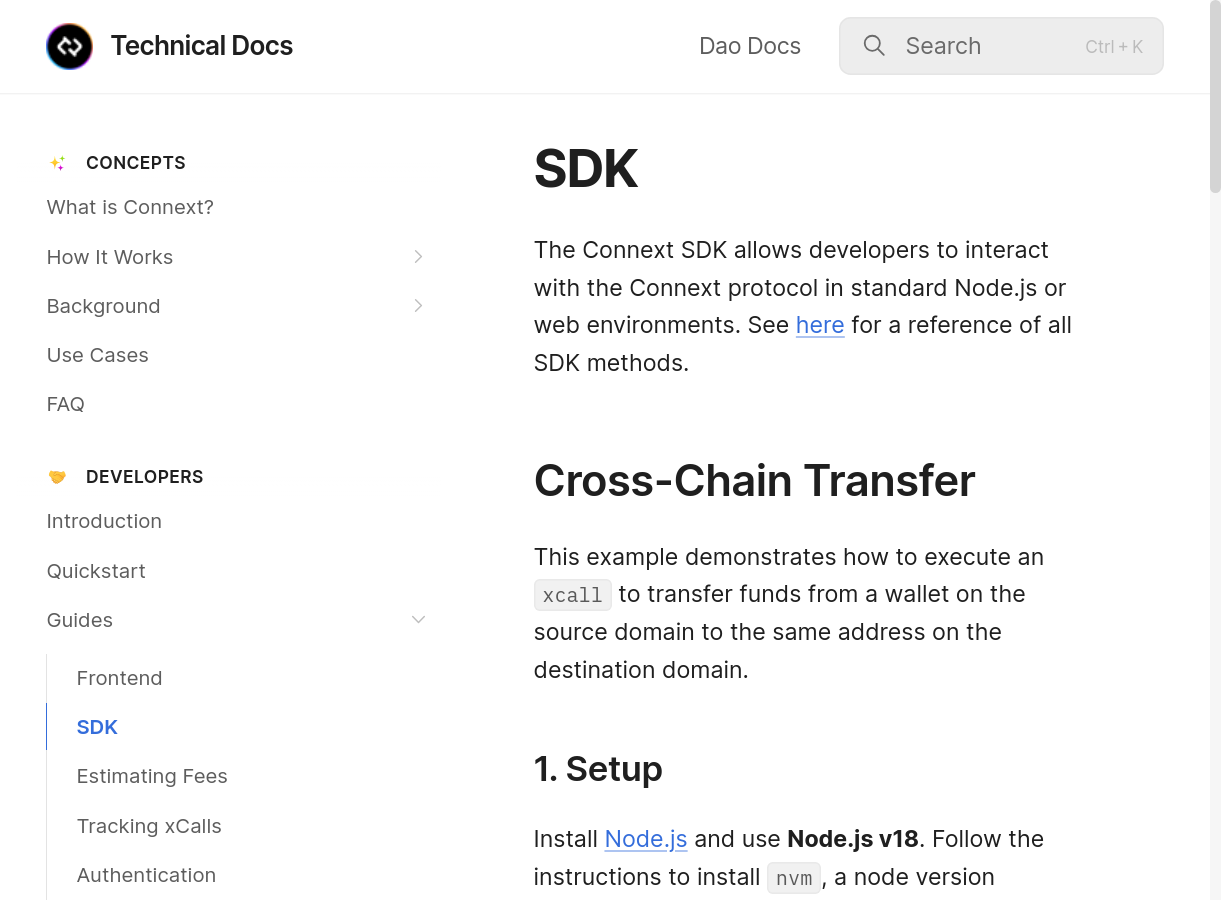 Technical Docs
Dao Docs
Search
Ctrl + K
CONCEPTS
What is Connext?
How It Works
Background
Use Cases
FAQ
DEVELOPERS
Introduction
Quickstart
Guides
Frontend
SDK
Estimating Fees
Tracking xCalls
Authentication
SDK
The Connext SDK allows developers to interact
with the Connext protocol in standard Node.js or
web environments. See here for a reference of all
SDK methods.
Cross-Chain Transfer
This example demonstrates how to execute an
xcall to transfer funds from a wallet on the
source domain to the same address on the
destination domain.
1. Setup
Install Node.js and use Node.js v18. Follow the
instructions to install nvm, a node version